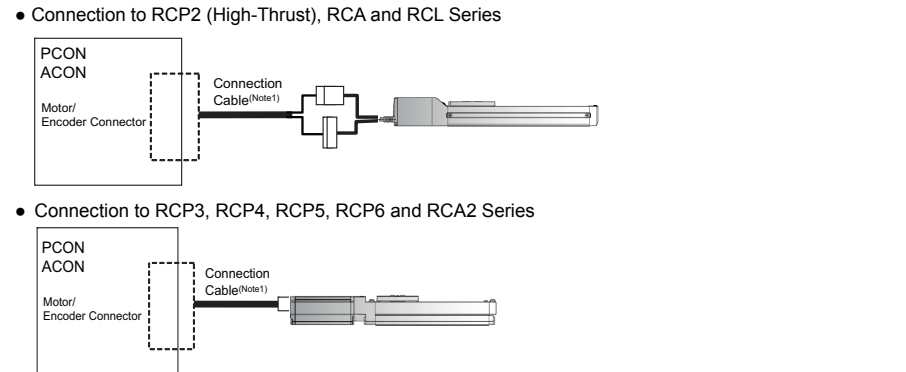 ● Connection to RCP2 (High-Thrust), RCA and RCL Series
PCON
ACON
Connection
Cable(Note1)
Motor/
Encoder Connector
● Connection to RCP3, RCP4, RCP5, RCP6 and RCA2 Series
PCON
ACON
Connection
Cable(Note1)
Motor/
Encoder Connector